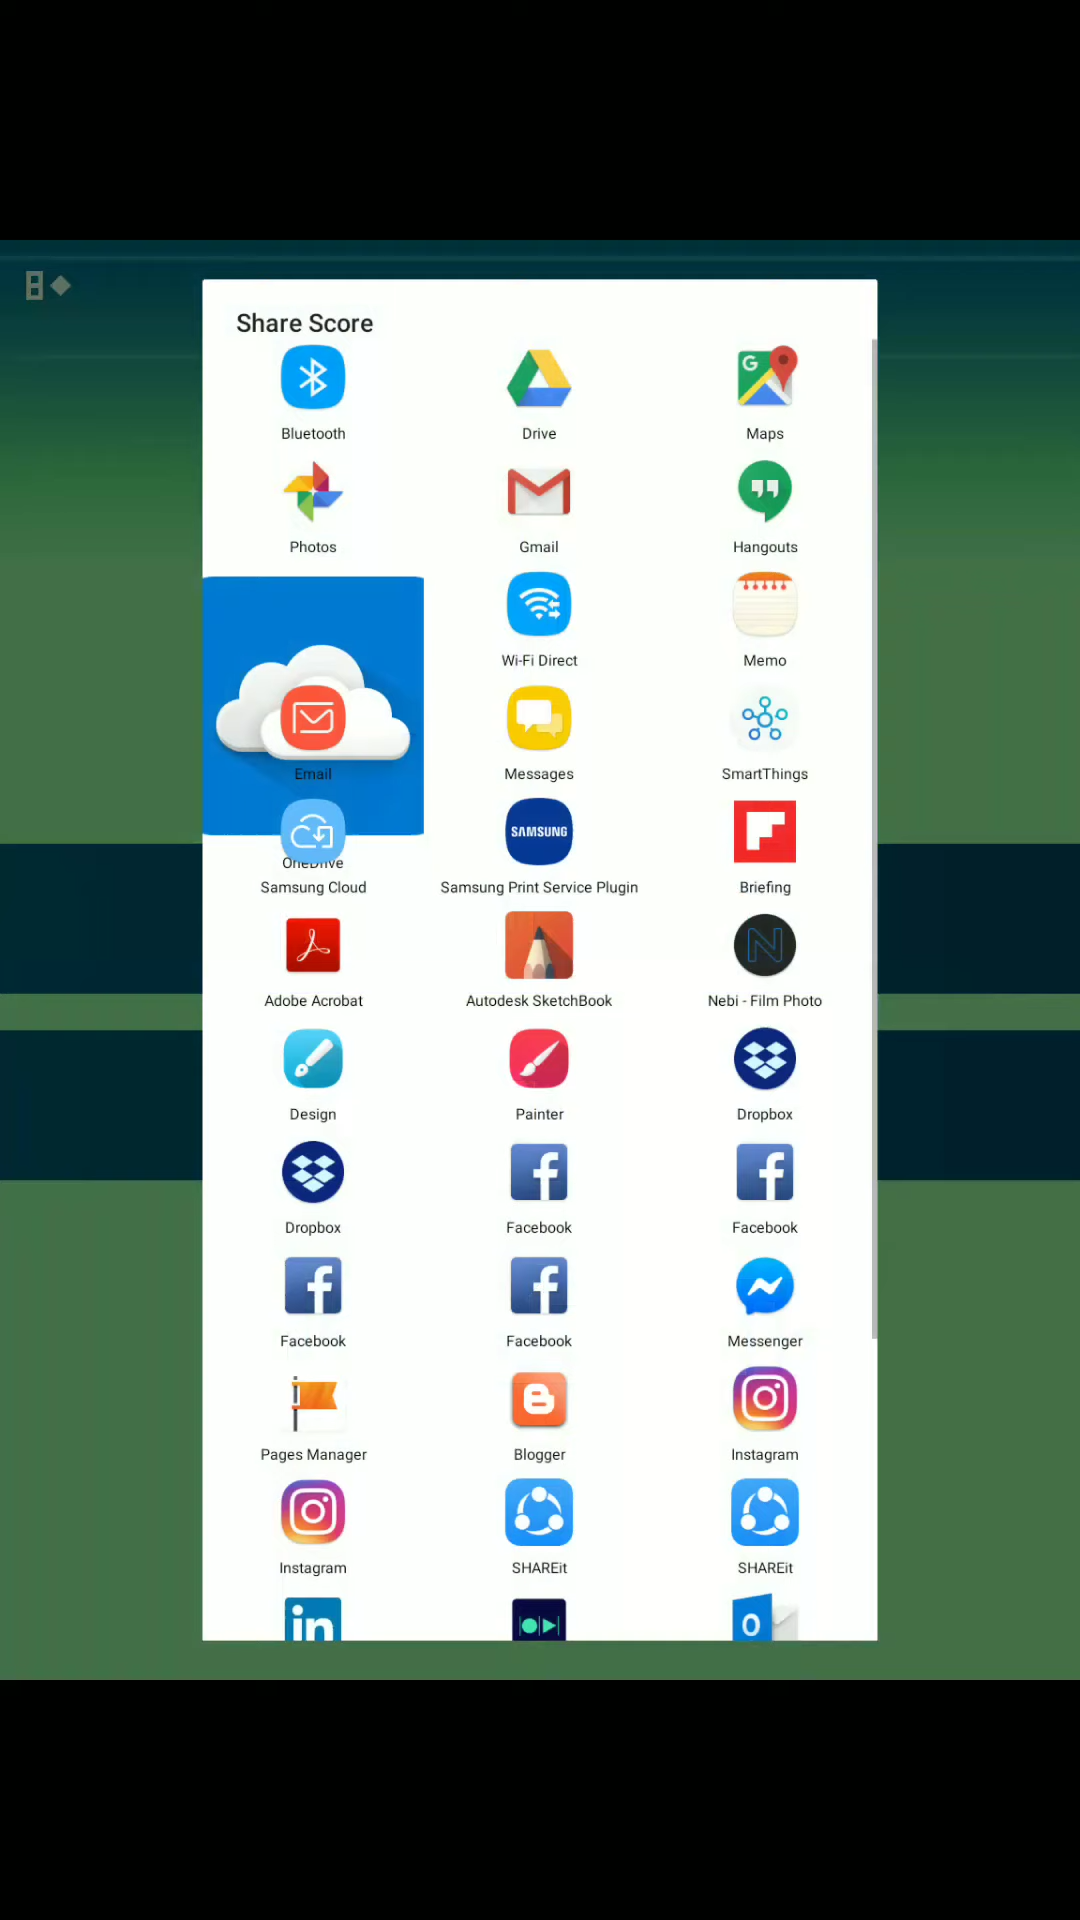 Share Score
Bluetooth
Drive
G
Maps
Photos
Gmail
Hangouts
Wi-Fi Direct
Memo
Email
Messages
SmartThings
OneDrive
SAMSUNG
Samsung Cloud
Samsung Print Service Plugin
Briefing
Adobe Acrobat
Autodesk SketchBook
N
Nebi - Film Photo
Design
Painter
Dropbox
Dropbox
f
Facebook
f
Facebook
f
Facebook
f
Facebook
Messenger
Pages Manager
B
Blogger
Instagram
Instagram
SHAREit
SHAREit
in
O